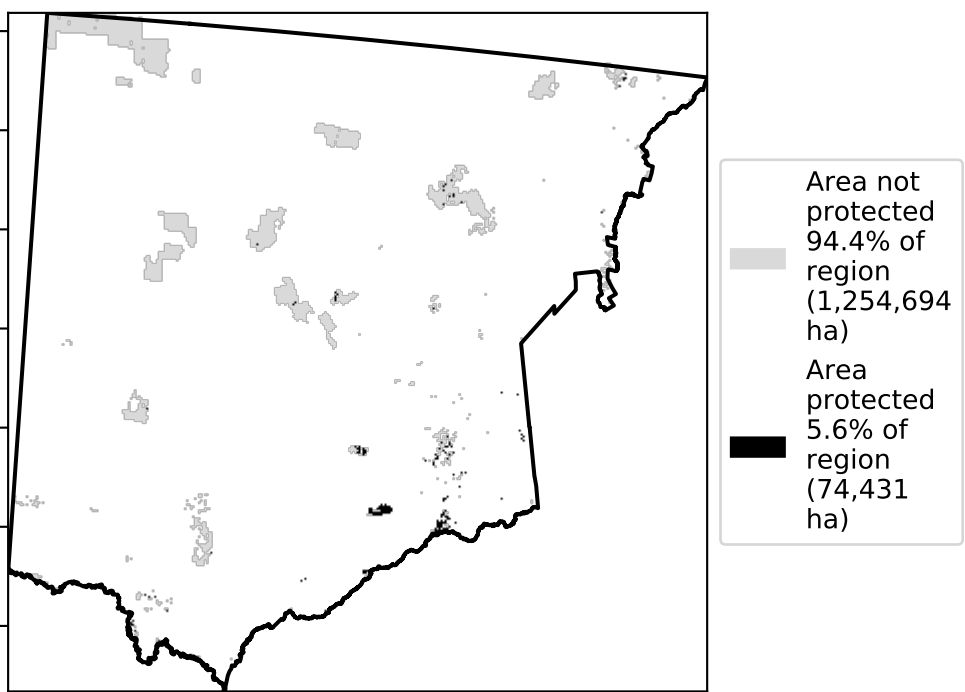 Area not
protected
94.4% of
region
(1,254,694
ha)
Area
protected
5.6% of
region
(74,431
ha)